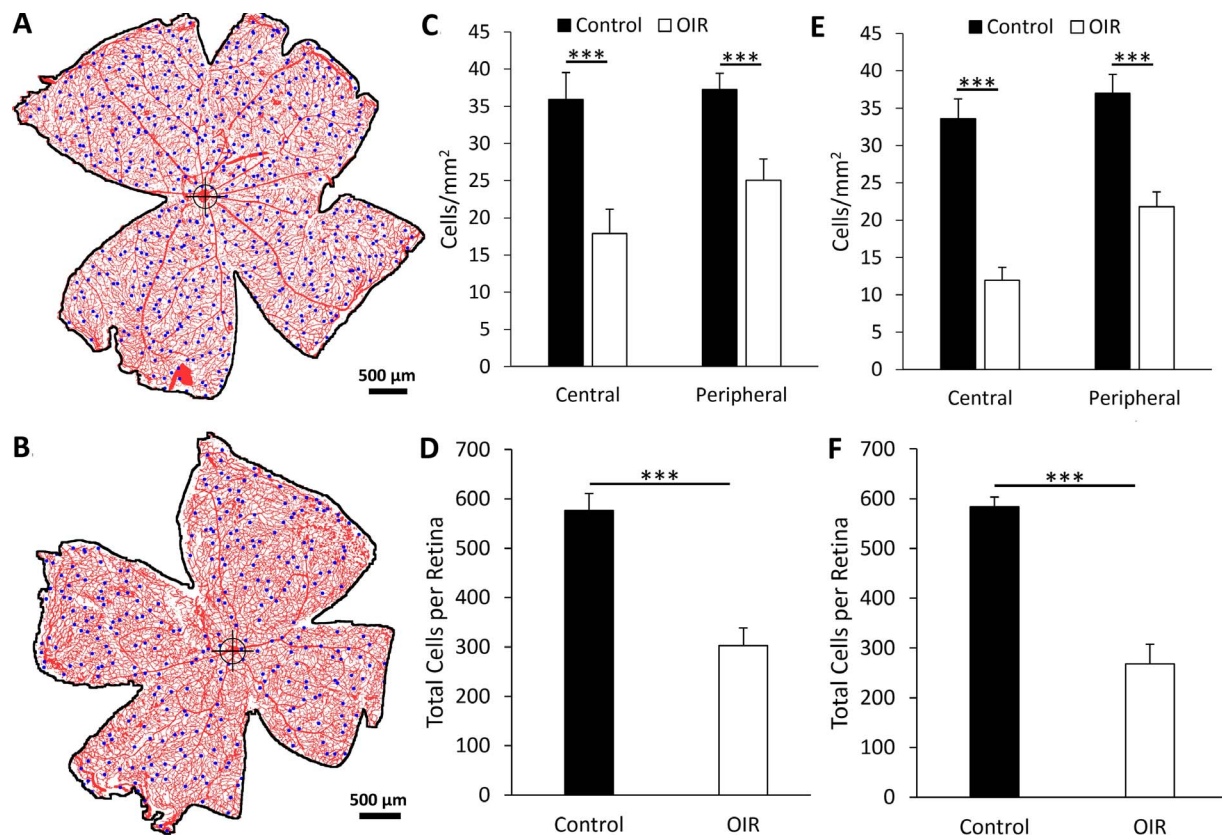 A
500 µm
B
500 µm
C
Control OIR
Cells/mm²
45
40
35
30
25
20
15
10
5
0
***
***
Central Peripheral
E
Control OIR
Cells/mm²
45
40
35
30
25
20
15
10
5
0
***
***
Central Peripheral
D
Total Cells per Retina
700
600
500
400
300
200
100
0
***
Control OIR
F
Total Cells per Retina
700
600
500
400
300
200
100
0
***
Control OIR